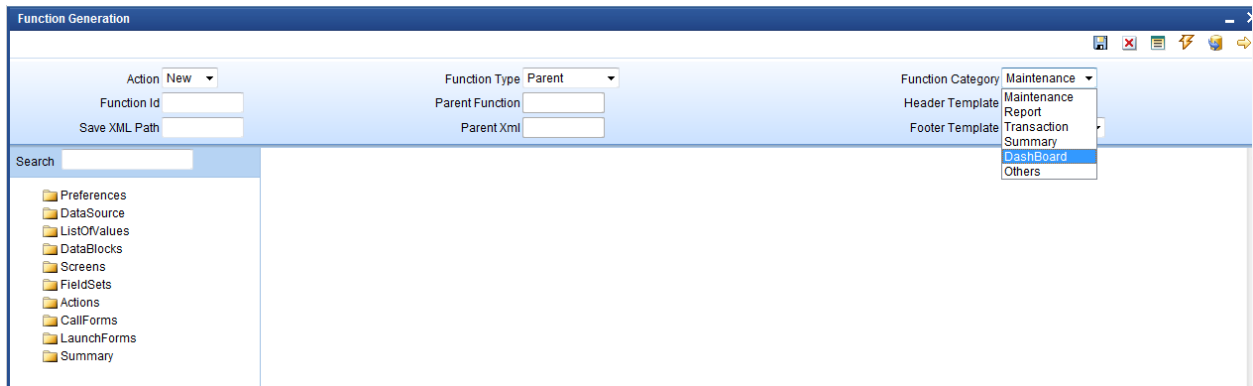 Function Generation
Action New Function Type Parent Function Category Maintenance
Function Id Parent Function Header Template Maintenance
Report
Save XML Path Parent Xml Footer Template Transaction
Summary
DashBoard
Others
Search
Preferences
DataSource
ListOfValues
DataBlocks
Screens
FieldSets
Actions
CallForms
LaunchForms
Summary